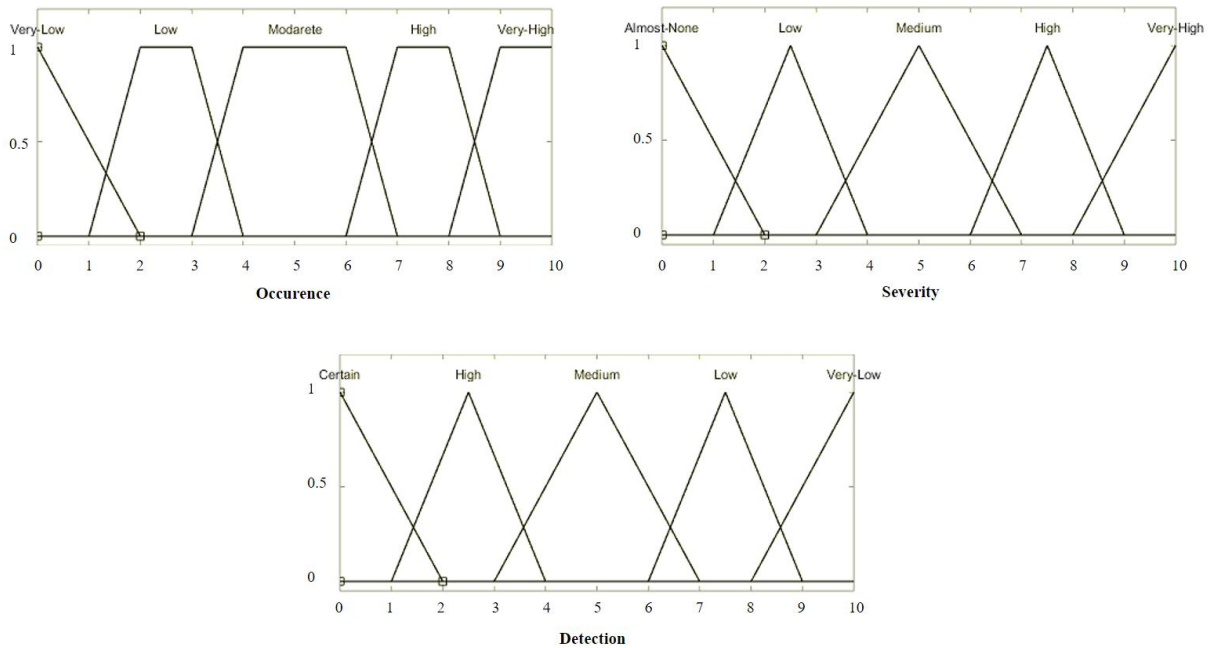 Very-Low Low Modarete High Very-High
1
0.5
0
0 1 2 3 4 5 6 7 8 9 10
Occurence
Almost-None Low Medium High Very-High
1
0.5
0
0 1 2 3 4 5 6 7 8 9 10
Severity
Certain High Medium Low Very-Low
1
0.5
0
0 1 2 3 4 5 6 7 8 9 10
Detection